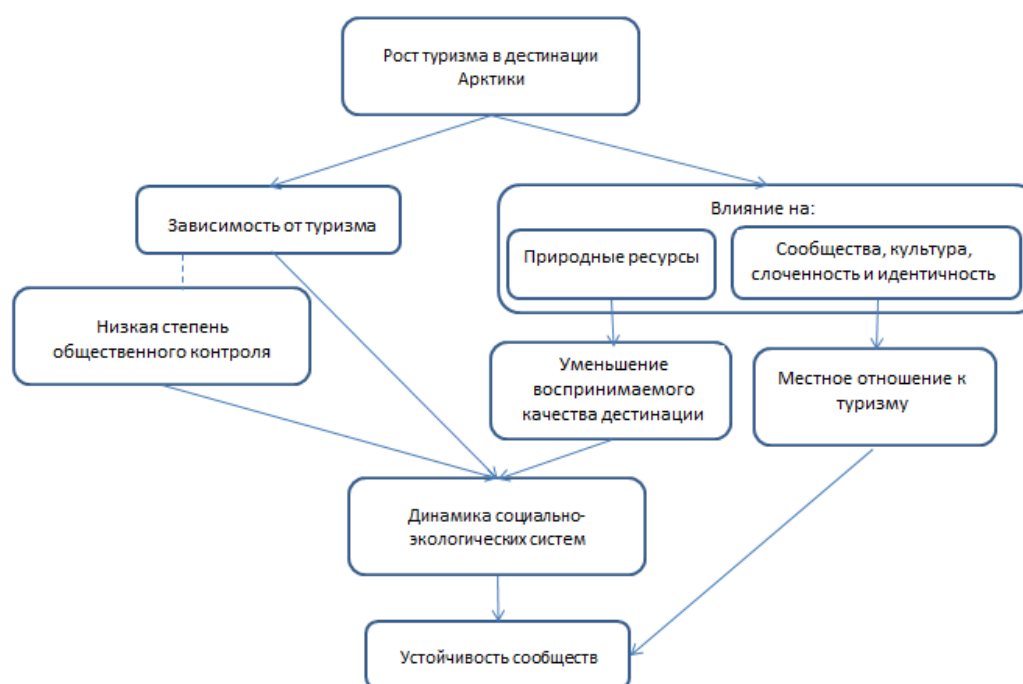 Рост туризма в дестинации
Арктики
Зависимость от туризма
Влияние на:
Природные ресурсы
Сообщества, культура,
слоченность и идентичность
Низкая степень
общественного контроля
Уменьшение
воспринимаемого
качества дестинации
Местное отношение к
туризму
Динамика социально-
экологических систем
Устойчивость сообществ